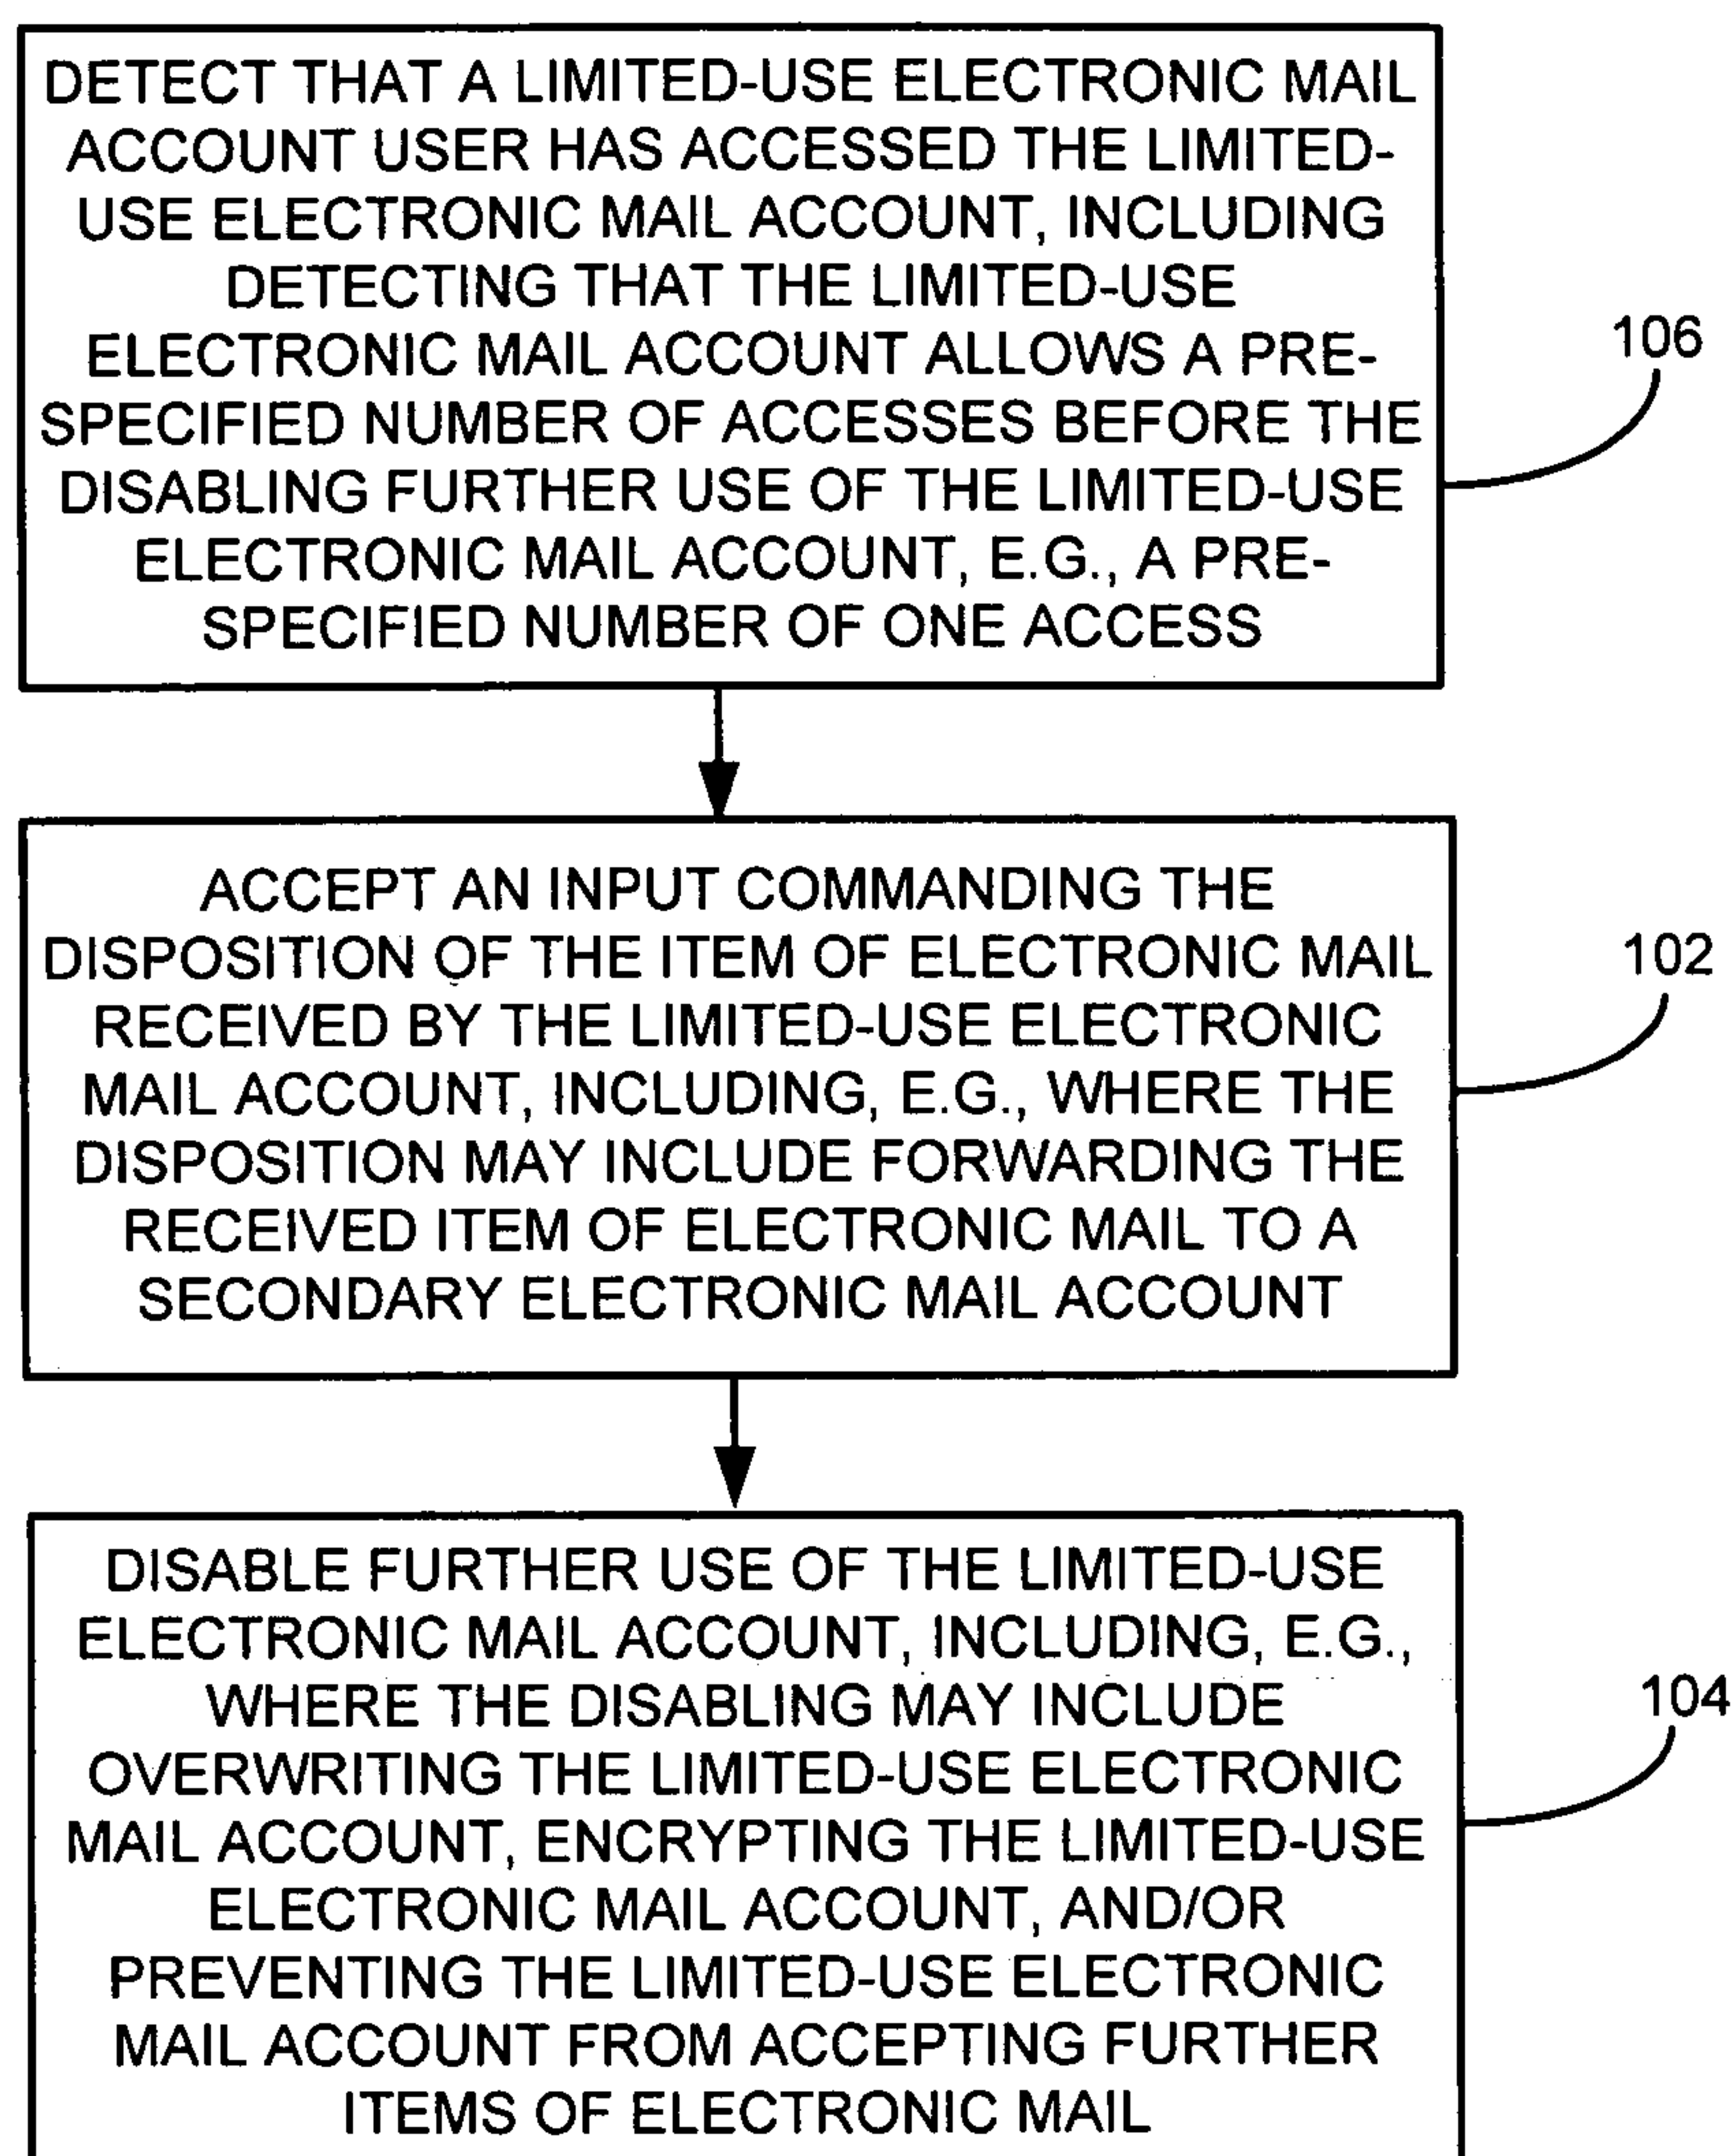 DETECT THAT A LIMITED-USE ELECTRONIC MAIL
ACCOUNT USER HAS ACCESSED THE LIMITED-
USE ELECTRONIC MAIL ACCOUNT, INCLUDING
DETECTING THAT THE LIMITED-USE
ELECTRONIC MAIL ACCOUNT ALLOWS A PRE-
SPECIFIED NUMBER OF ACCESSES BEFORE THE
DISABLING FURTHER USE OF THE LIMITED-USE
ELECTRONIC MAIL ACCOUNT, E.G., A PRE-
SPECIFIED NUMBER OF ONE ACCESS
106
ACCEPT AN INPUT COMMANDING THE
DISPOSITION OF THE ITEM OF ELECTRONIC MAIL
RECEIVED BY THE LIMITED-USE ELECTRONIC
MAIL ACCOUNT, INCLUDING, E.G., WHERE THE
DISPOSITION MAY INCLUDE FORWARDING THE
RECEIVED ITEM OF ELECTRONIC MAIL TO A
SECONDARY ELECTRONIC MAIL ACCOUNT
102
DISABLE FURTHER USE OF THE LIMITED-USE
ELECTRONIC MAIL ACCOUNT, INCLUDING, E.G.,
WHERE THE DISABLING MAY INCLUDE
OVERWRITING THE LIMITED-USE ELECTRONIC
MAIL ACCOUNT, ENCRYPTING THE LIMITED-USE
ELECTRONIC MAIL ACCOUNT, AND/OR
PREVENTING THE LIMITED-USE ELECTRONIC
MAIL ACCOUNT FROM ACCEPTING FURTHER
ITEMS OF ELECTRONIC MAIL
104